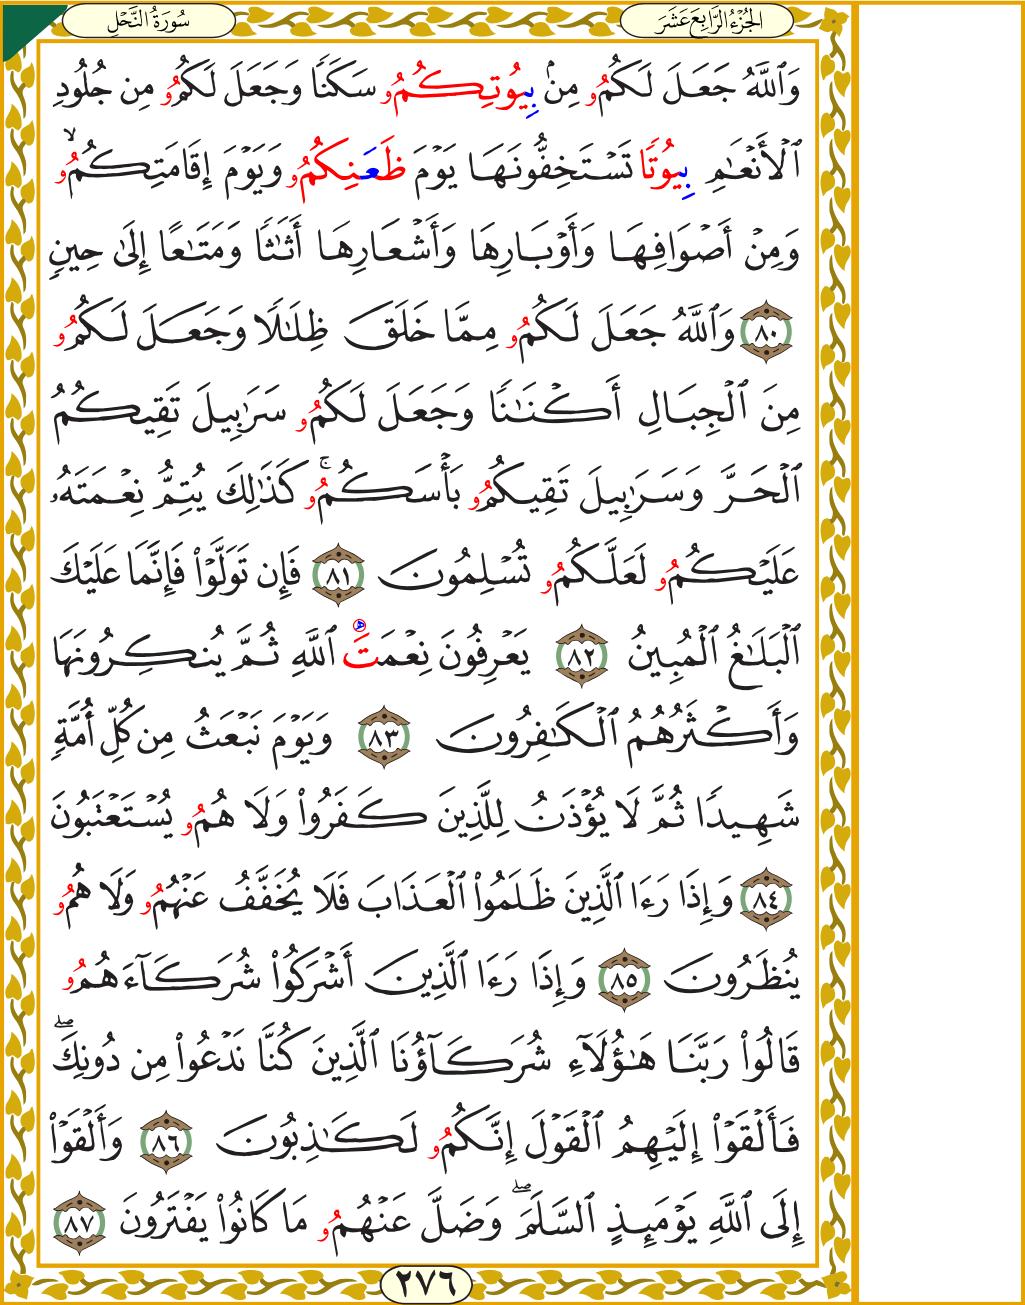 سُورَةُ النَّحْلِ
الجُزْءُ الرَّابِعَ عَشَرَ
وَٱللَّهُ جَعَلَ لَكُمُۥ مِنۢ بِيُوتِكُمُۥ سَكَنٗا وَجَعَلَ لَكُمُۥ مِن جُلُودِ
ٱلْأَنْعَٰمِ بِيُوتٗا تَسْتَخِفُّونَهَا يَوْمَ ظَعَنِكُمُۥ وَيَوْمَ إِقَامَتِكُمُۥۙ
وَمِنْ أَصْوَافِهَا وَأَوْبَارِهَا وَأَشْعَارِهَا أَثَٰثٗا وَمَتَٰعًا إِلَىٰ حِينٖ
٨٠ وَٱللَّهُ جَعَلَ لَكُمُۥ مِمَّا خَلَقَ ظِلَٰلٗا وَجَعَلَ لَكُمُۥ
مِنَ ٱلْجِبَالِ أَكْنَٰنٗا وَجَعَلَ لَكُمُۥ سَرَٰبِيلَ تَقِيكُمُ
ٱلْحَرَّ وَسَرَٰبِيلَ تَقِيكُمُۥ بَأْسَكُمُۥۚ كَذَٰلِكَ يُتِمُّ نِعْمَتَهُۥ
عَلَيْكُمُۥ لَعَلَّكُمُۥ تُسْلِمُونَ ٨١ فَإِن تَوَلَّوْاْ فَإِنَّمَا عَلَيْكَ
ٱلْبَلَٰغُ ٱلْمُبِينُ ٨٢ يَعْرِفُونَ نِعْمَتَ ٱللَّهِ ثُمَّ يُنكِرُونَهَا
وَأَكْثَرُهُمُ ٱلْكَٰفِرُونَ ٨٣ وَيَوْمَ نَبْعَثُ مِن كُلِّ أُمَّةٖ
شَهِيدٗا ثُمَّ لَا يُؤْذَنُ لِلَّذِينَ كَفَرُواْ وَلَا هُمُۥ يُسْتَعْتَبُونَ
٨٤ وَإِذَا رَءَا ٱلَّذِينَ ظَلَمُواْ ٱلْعَذَابَ فَلَا يُخَفَّفُ عَنْهُمُۥ وَلَا هُمُۥ
يُنظَرُونَ ٨٥ وَإِذَا رَءَا ٱلَّذِينَ أَشْرَكُواْ شُرَكَآءَهُمُۥ
قَالُواْ رَبَّنَا هَٰٓؤُلَآءِ شُرَكَآؤُنَا ٱلَّذِينَ كُنَّا نَدْعُواْ مِن دُونِكَۖ
فَأَلْقَوْاْ إِلَيْهِمُ ٱلْقَوْلَ إِنَّكُمُۥ لَكَٰذِبُونَ ٨٦ وَأَلْقَوْاْ
إِلَى ٱللَّهِ يَوْمَئِذٍ ٱلسَّلَمَۖ وَضَلَّ عَنْهُمُۥ مَا كَانُواْ يَفْتَرُونَ ٨٧
٢٧٦